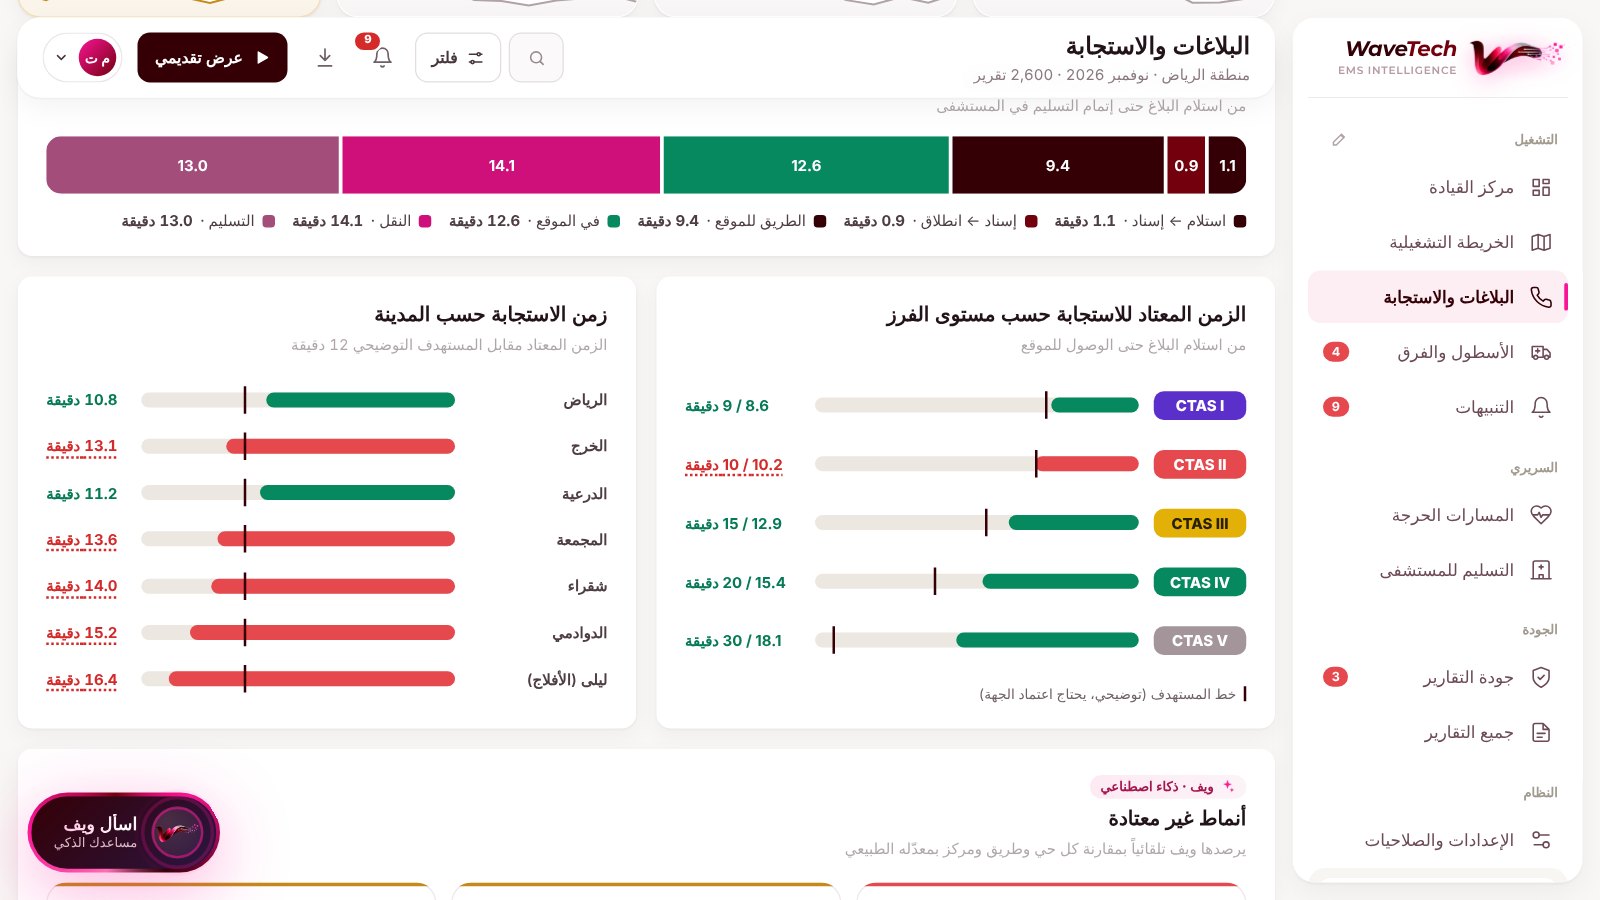 WaveTech
EMS INTELLIGENCE
التشغيل
مركز القيادة
الخريطة التشغيلية
البلاغات والاستجابة
الأسطول والفرق
4
التنبيهات
9
السريري
المسارات الحرجة
التسليم للمستشفى
الجودة
جودة التقارير
3
جميع التقارير
النظام
الإعدادات والصلاحيات
البلاغات والاستجابة
منطقة الرياض · نوفمبر 2026 · 2,600 تقرير
فلتر
9
عرض تقديمي
م ت
من استلام البلاغ حتى إتمام التسليم في المستشفى
1.1
0.9
9.4
12.6
14.1
13.0
استلام ← إسناد · 1.1 دقيقة
إسناد ← انطلاق · 0.9 دقيقة
الطريق للموقع · 9.4 دقيقة
في الموقع · 12.6 دقيقة
النقل · 14.1 دقيقة
التسليم · 13.0 دقيقة
الزمن المعتاد للاستجابة حسب مستوى الفرز
من استلام البلاغ حتى الوصول للموقع
CTAS I
8.6 / 9 دقيقة
CTAS II
10.2 / 10 دقيقة
CTAS III
12.9 / 15 دقيقة
CTAS IV
15.4 / 20 دقيقة
CTAS V
18.1 / 30 دقيقة
خط المستهدف (توضيحي، يحتاج اعتماد الجهة)
زمن الاستجابة حسب المدينة
الزمن المعتاد مقابل المستهدف التوضيحي 12 دقيقة
الرياض
10.8 دقيقة
الخرج
13.1 دقيقة
الدرعية
11.2 دقيقة
المجمعة
13.6 دقيقة
شقراء
14.0 دقيقة
الدوادمي
15.2 دقيقة
ليلى (الأفلاج)
16.4 دقيقة
ويف · ذكاء اصطناعي
أنماط غير معتادة
يرصدها ويف تلقائياً بمقارنة كل حي وطريق ومركز بمعدّله الطبيعي
اسأل ويف
مساعدك الذكي